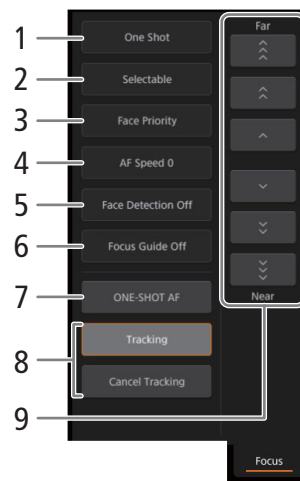 1
One Shot
2
Selectable
3
Face Priority
4
AF Speed 0
5
Face Detection Off
6
Focus Guide Off
7
ONE-SHOT AF
8
Tracking
Cancel Tracking
9
Far
Near
Focus